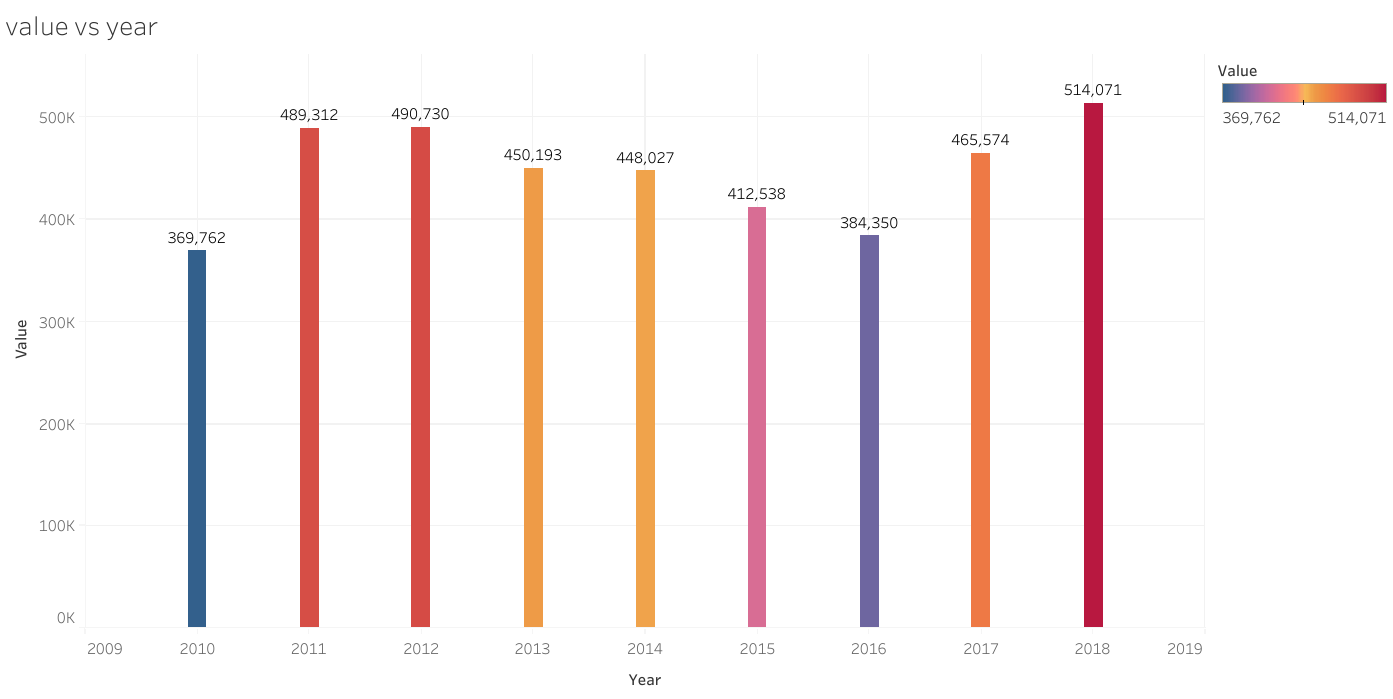 value vs year
Value
369,762 514,071
514,071
489,312
490,730
465,574
450,193
448,027
412,538
384,350
369,762
500K
400K
300K
200K
100K
0K
Value
2009 2010 2011 2012 2013 2014 2015 2016 2017 2018 2019
Year